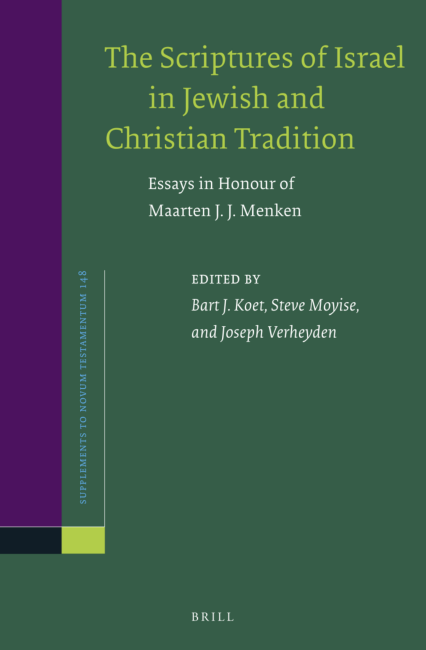 The Scriptures of Israel
in Jewish and
Christian Tradition
Essays in Honour of
Maarten J. J. Menken
EDITED BY
Bart J. Koet, Steve Moyise,
and Joseph Verheyden
SUPPLEMENTS TO NOVUM TESTAMENTUM 148
BRILL